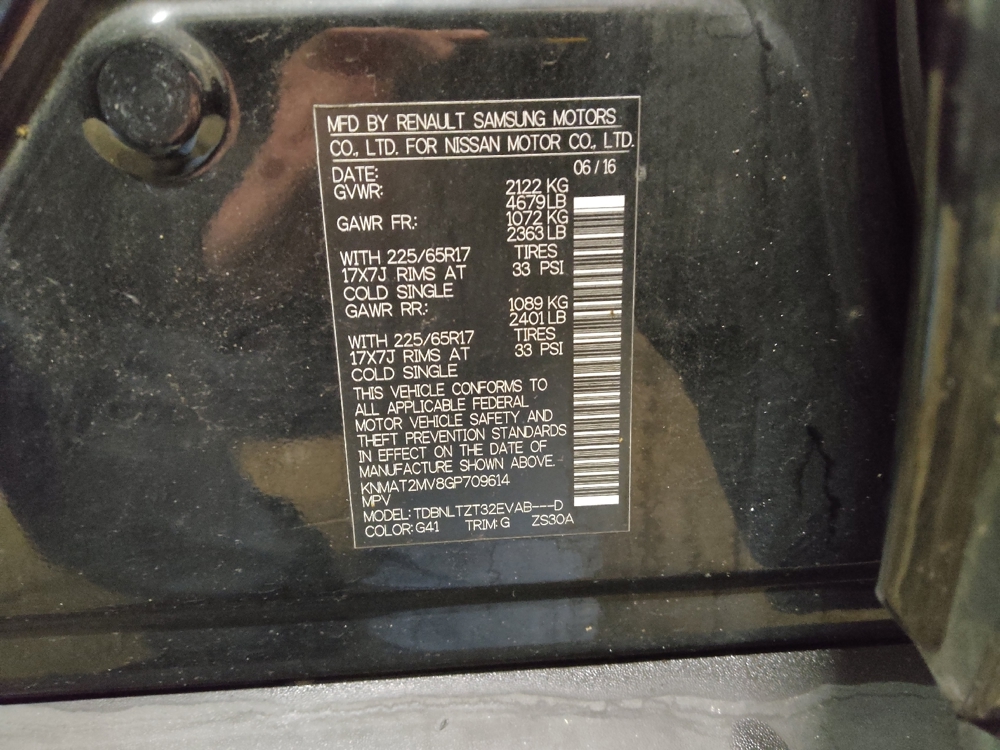 MFD BY RENAULT SAMSUNG MOTORS
CO., LTD. FOR NISSAN MOTOR CO., LTD.
DATE: 06/16
GVWR: 2122 KG
4679 LB
GAWR FR: 1072 KG
2363 LB
WITH 225/65R17 TIRES
17X7J RIMS AT 33 PSI
COLD SINGLE
GAWR RR: 1089 KG
2401 LB
WITH 225/65R17 TIRES
17X7J RIMS AT 33 PSI
COLD SINGLE
THIS VEHICLE CONFORMS TO
ALL APPLICABLE FEDERAL
MOTOR VEHICLE SAFETY AND
THEFT PREVENTION STANDARDS
IN EFFECT ON THE DATE OF
MANUFACTURE SHOWN ABOVE.
KNMAT2MV8GP709614
MPV
MODEL: TDBNLTZT32EVAB---D
COLOR: G41 TRIM: G ZS30A